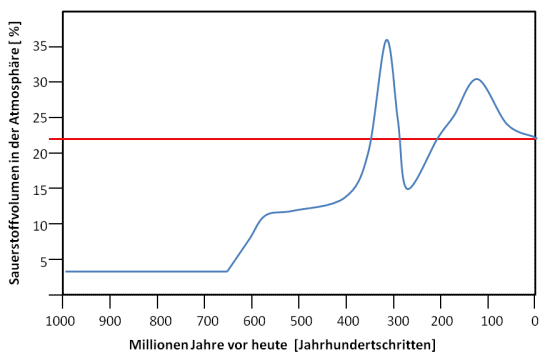 Sauerstoffvolumen in der Atmosphäre [ %]
35
30
25
20
15
10
5
1000 900 800 700 600 500 400 300 200 100 0
Millionen Jahre vor heute [Jahrhundertschritten]